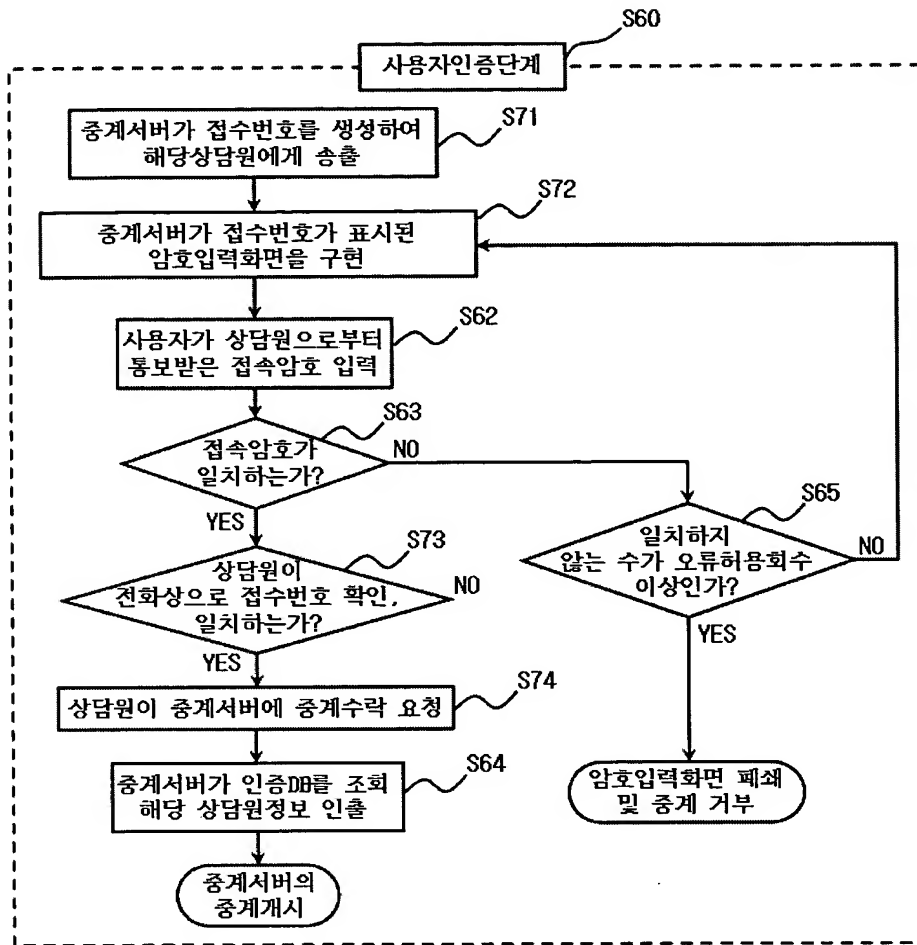 S60
사용자인증단계
S71
중계서버가 접수번호를 생성하여
해당상담원에게 송출
S72
중계서버가 접수번호가 표시된
암호입력화면을 구현
S62
사용자가 상담원으로부터
통보받은 접속암호 입력
S63
접속암호가
일치하는가?
NO
YES
S65
일치하지
않는 수가 오류허용회수
이상인가?
NO
YES
S73
상담원이
전화상으로 접수번호 확인,
일치하는가?
NO
YES
S74
상담원이 중계서버에 중계수락 요청
S64
중계서버가 인증DB를 조회
해당 상담원정보 인출
암호입력화면 폐쇄
및 중계 거부
중계서버의
중계개시